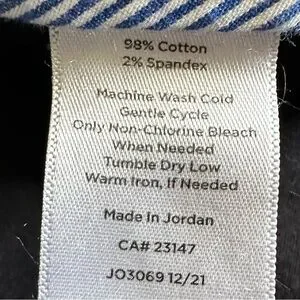 98% Cotton
2% Spandex
Machine Wash Cold
Gentle Cycle
Only Non-Chlorine Bleach
When Needed
Tumble Dry Low
Warm Iron, If Needed
Made In Jordan
CA# 23147
JO3069 12/21